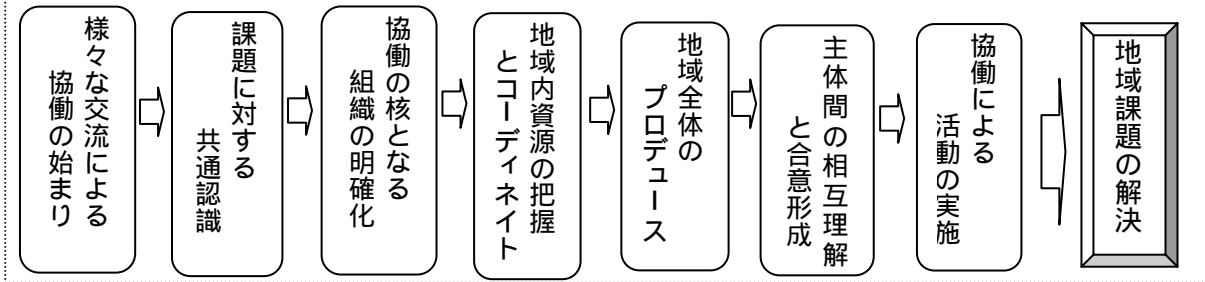 様々な交流による
協働の始まり
課題に対する
共通認識
協働の核となる
組織の明確化
地域内資源の把握
とコーディネイト
地域全体の
プロデュース
主体間の相互理解
と合意形成
協働による
活動の実施
地域課題の解決